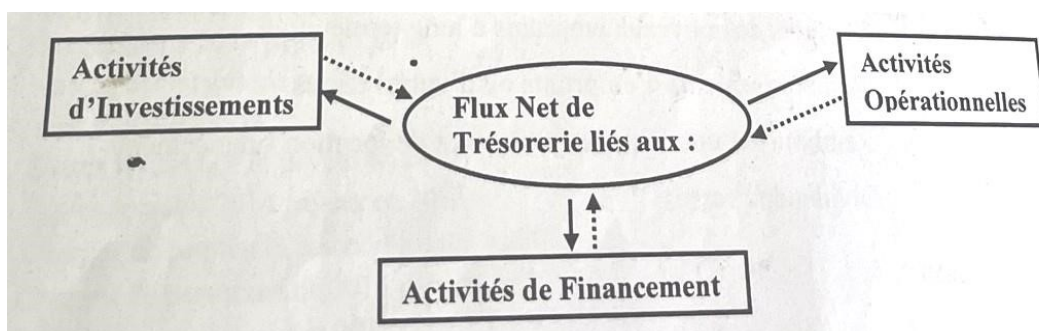 Activités
d'Investissements
Flux Net de
Trésorerie liés aux :
Activités
Opérationnelles
Activités de Financement